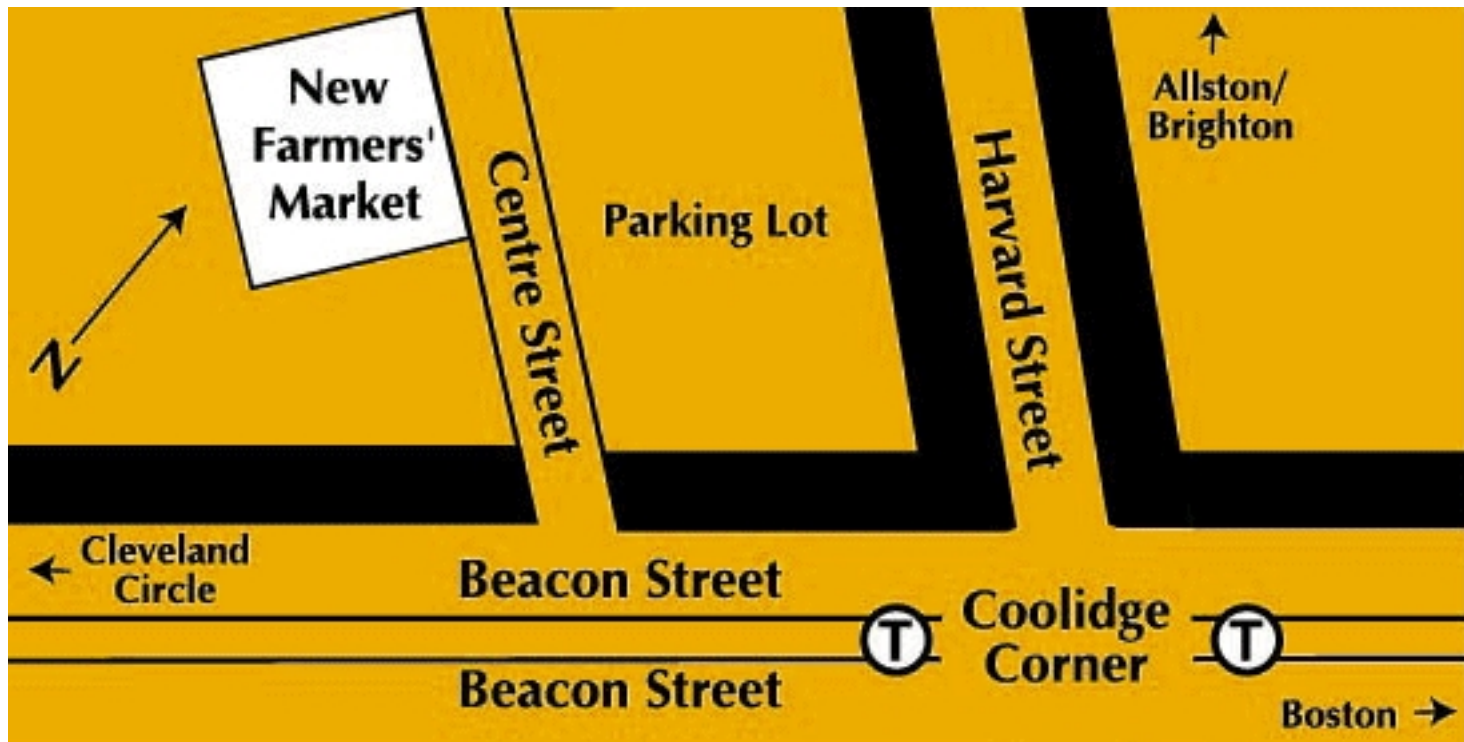 New
Farmers'
Market
Centre Street
Parking Lot
Harvard Street
Allston/
Brighton
N
Cleveland
Circle
Beacon Street
T
Coolidge
Corner
T
Beacon Street
Boston